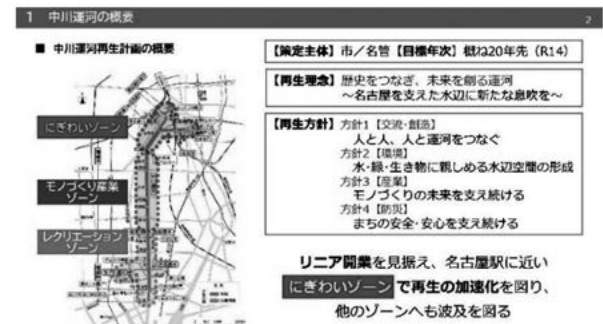 1 中川運河の概要
2
■ 中川運河再生計画の概要
にぎわいゾーン
モノづくり産業
ゾーン
レクリエーション
ゾーン
【策定主体】市／名管【目標年次】概ね20年先（R14）
【再生理念】歴史をつなぎ、未来を創る運河
～名古屋を支えた水辺に新たな息吹を～
【再生方針】方針1【交流・創造】
人と人、人と運河をつなぐ
方針2【環境】
水・緑・生き物に親しめる水辺空間の形成
方針3【産業】
モノづくりの未来を支え続ける
方針4【防災】
まちの安全・安心を支え続ける
リニア開業を見据え、名古屋駅に近い
にぎわいゾーンで再生の加速化を図り、
他のゾーンへも波及を図る